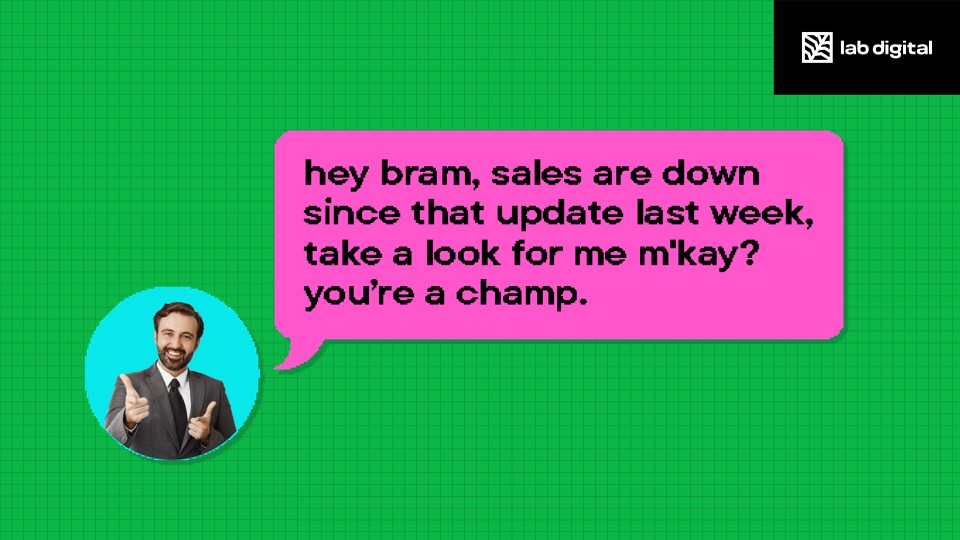 lab digital
hey bram, sales are down
since that update last week,
take a look for me m'kay?
you’re a champ.